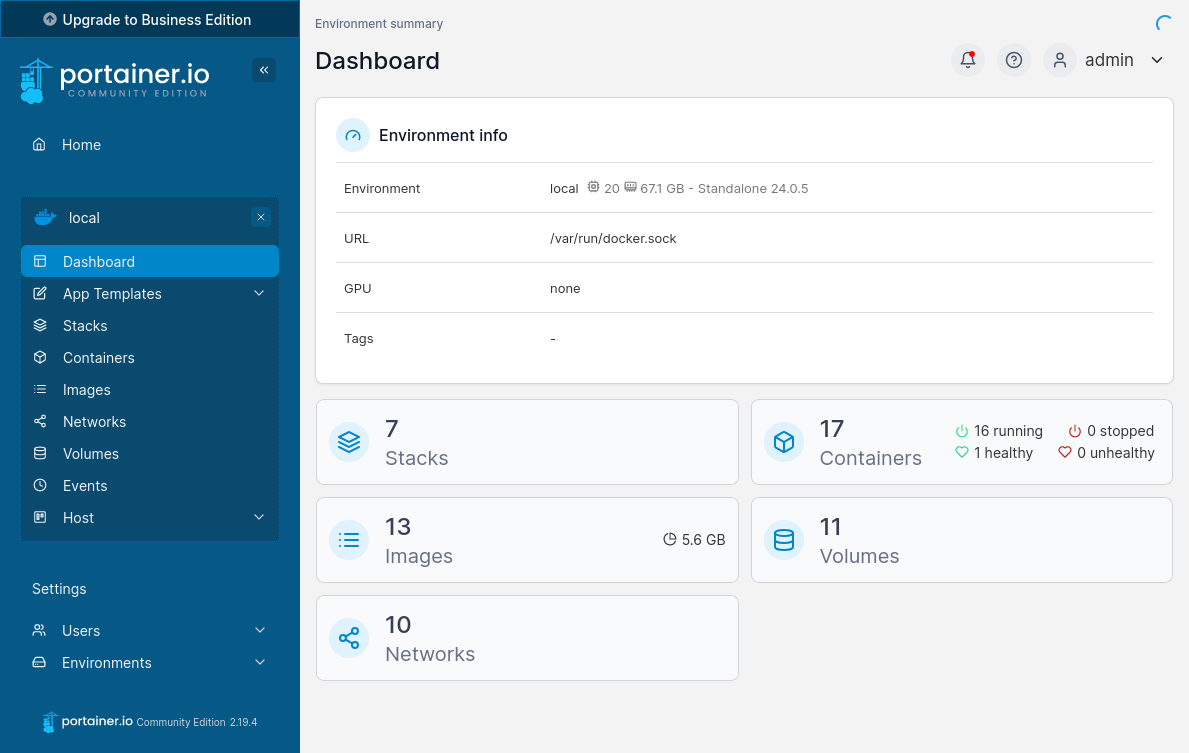 Upgrade to Business Edition
portainer.io
COMMUNITY EDITION
Home
local
Dashboard
App Templates
Stacks
Containers
Images
Networks
Volumes
Events
Host
Settings
Users
Environments
portainer.io Community Edition 2.19.4
Environment summary
Dashboard
admin
Environment info
Environment local 20 67.1 GB - Standalone 24.0.5
URL /var/run/docker.sock
GPU none
Tags -
7
Stacks
17
Containers
16 running 0 stopped
1 healthy 0 unhealthy
13
Images
5.6 GB
11
Volumes
10
Networks